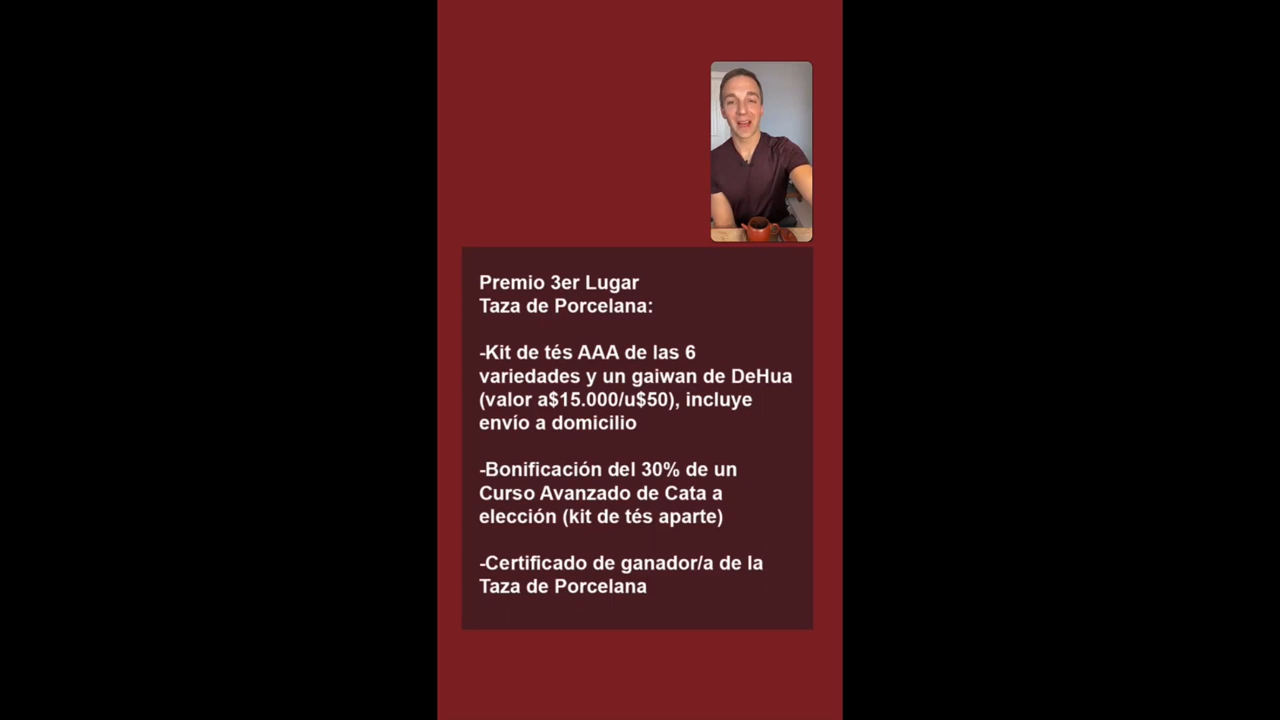 Premio 3er Lugar
Taza de Porcelana:
-Kit de tés AAA de las 6
variedades y un gaiwan de DeHua
(valor a$15.000/u$50), incluye
envío a domicilio
-Bonificación del 30% de un
Curso Avanzado de Cata a
elección (kit de tés aparte)
-Certificado de ganador/a de la
Taza de Porcelana